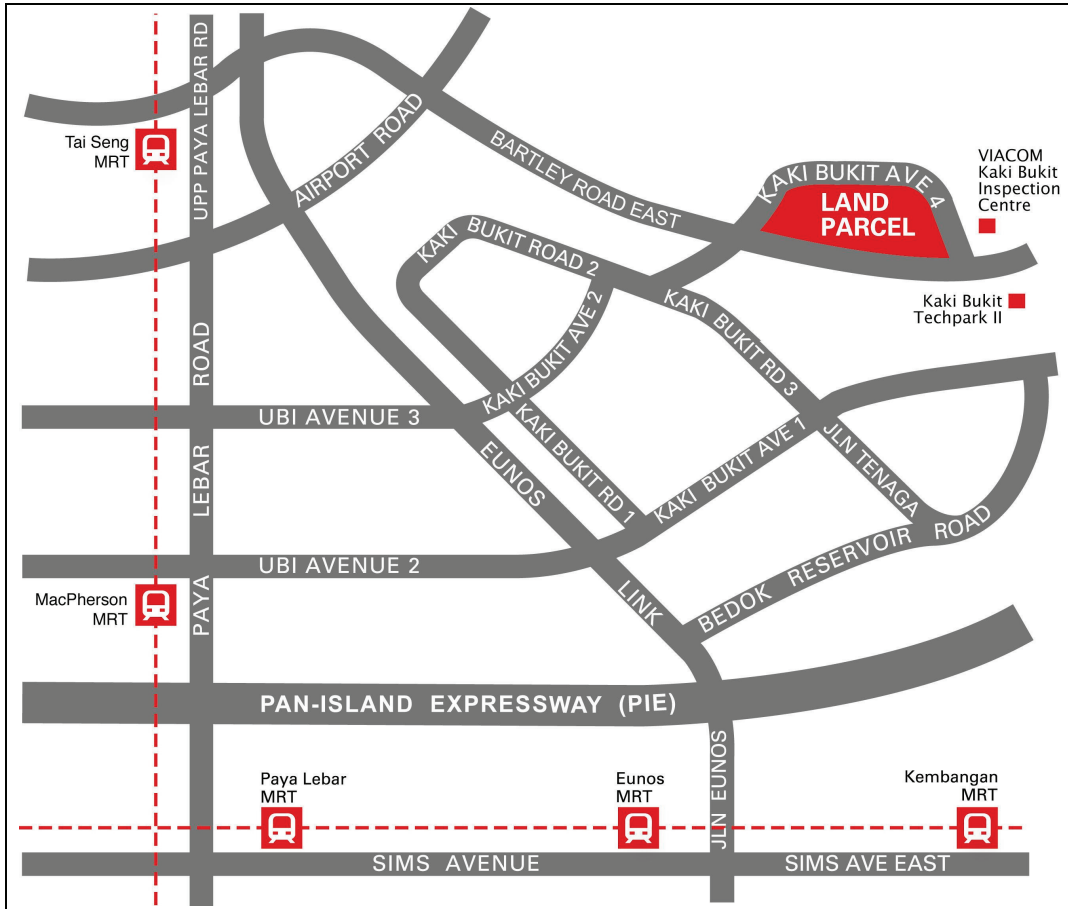 UPP PAYA LEBAR RD
Tai Seng
MRT
AIRPORT ROAD
BARTLEY ROAD EAST
KAKI BUKIT AVE 4
LAND
PARCEL
VIACOM
Kaki Bukit
Inspection
Centre
Kaki Bukit
Techpark II
KAKI BUKIT ROAD 2
KAKI BUKIT AVE 2
KAKI BUKIT RD 3
KAKI BUKIT RD 1
KAKI BUKIT AVE 1
JLN TENAGA
UBI AVENUE 3
EUNOS LINK
UBI AVENUE 2
BEDOK RESERVOIR ROAD
MacPherson
MRT
PAYA LEBAR ROAD
PAN-ISLAND EXPRESSWAY (PIE)
Paya Lebar
MRT
Eunos
MRT
JLN EUNOS
Kembangan
MRT
SIMS AVENUE
SIMS AVE EAST